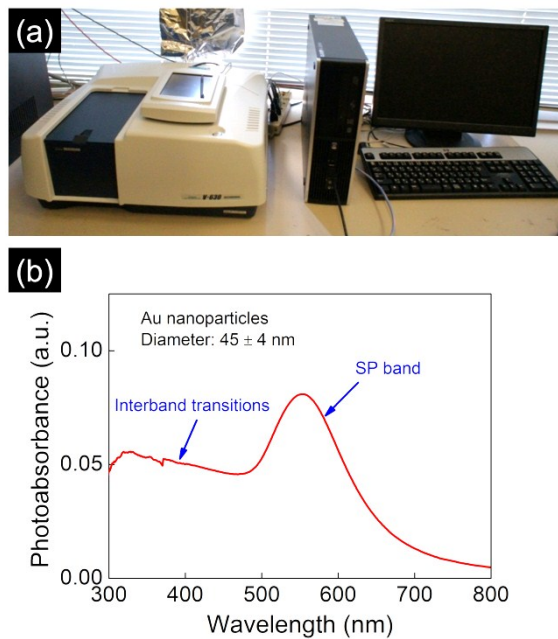 (a)
V-630
(b)
Au nanoparticles
Diameter: 45 ± 4 nm
SP band
Interband transitions
Photoabsorbance (a.u.)
0.10
0.05
0.00
300 400 500 600 700 800
Wavelength (nm)